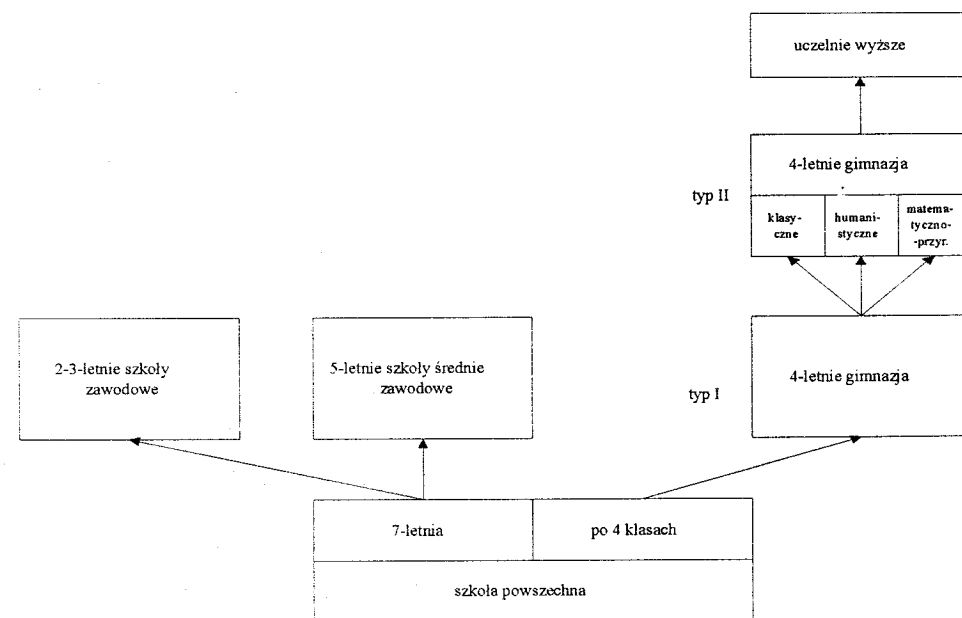 uczelnie wyższe
4-letnie gimnazja
typ II
klasy-
czne
humani-
styczne
matema-
tyczno-
-przyr.
2-3-letnie szkoły
zawodowe
5-letnie szkoły średnie
zawodowe
4-letnie gimnazja
typ I
7-letnia
po 4 klasach
szkoła powszechna